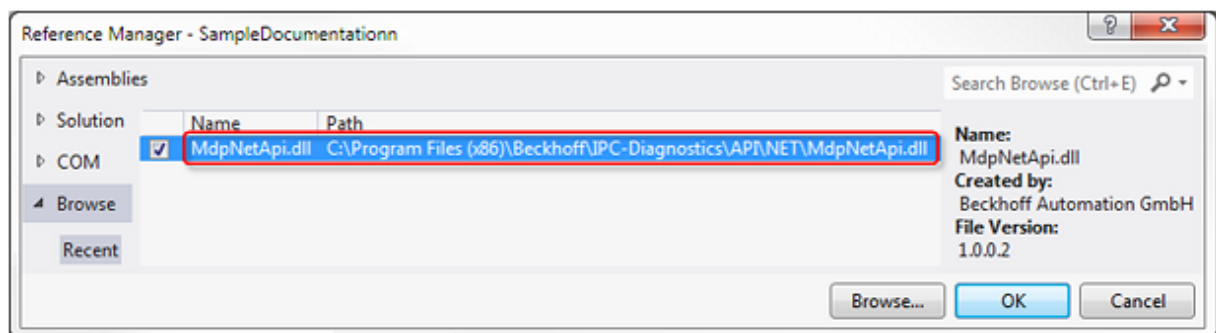 Reference Manager - SampleDocumentationn
Assemblies
Solution
COM
Browse
Recent
Name Path
MdpNetApi.dll C:\Program Files (x86)\Beckhoff\IPC-Diagnostics\API\NET\MdpNetApi.dll
Search Browse (Ctrl+E)
Name:
MdpNetApi.dll
Created by:
Beckhoff Automation GmbH
File Version:
1.0.0.2
Browse... OK Cancel